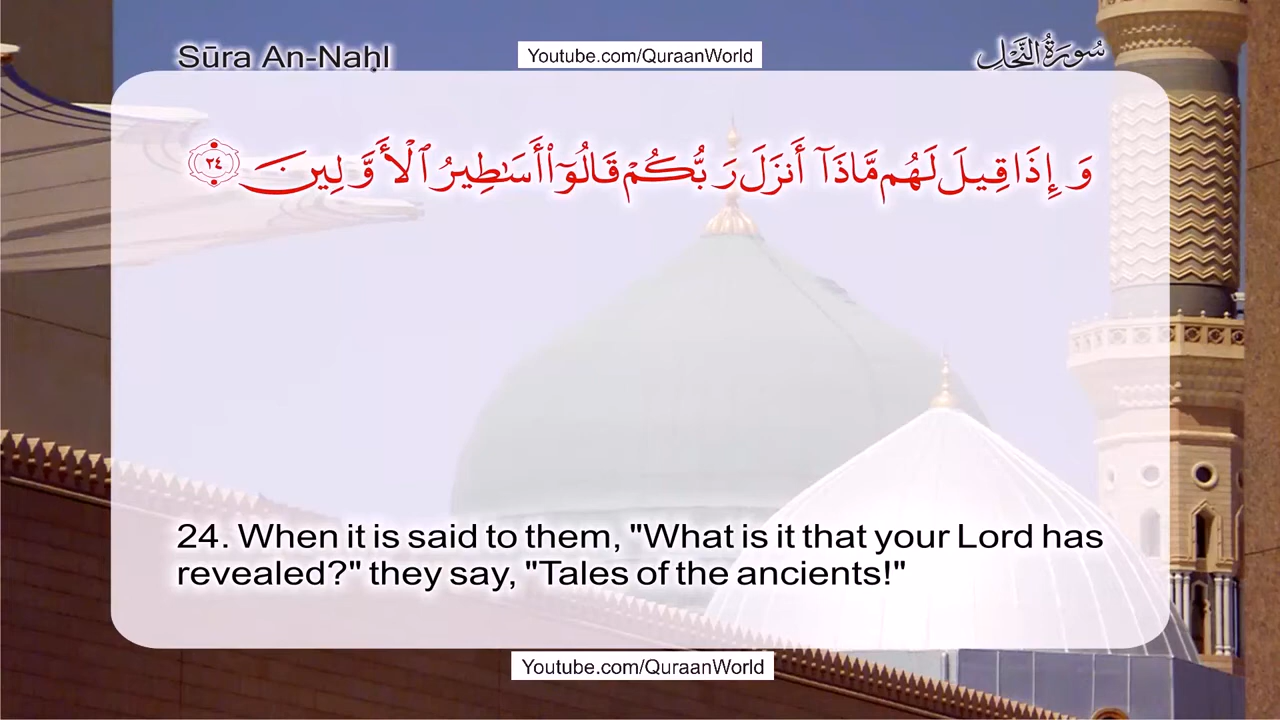 Sūra An-Naḥl
Youtube.com/QuraanWorld
سُورَةُ النَّحْلِ
وَإِذَا قِيلَ لَهُم مَّاذَآ أَنزَلَ رَبُّكُمْ قَالُوٓا۟ أَسَـٰطِيرُ ٱلْأَوَّلِينَ ٢٤
24. When it is said to them, "What is it that your Lord has
revealed?" they say, "Tales of the ancients!"
Youtube.com/QuraanWorld